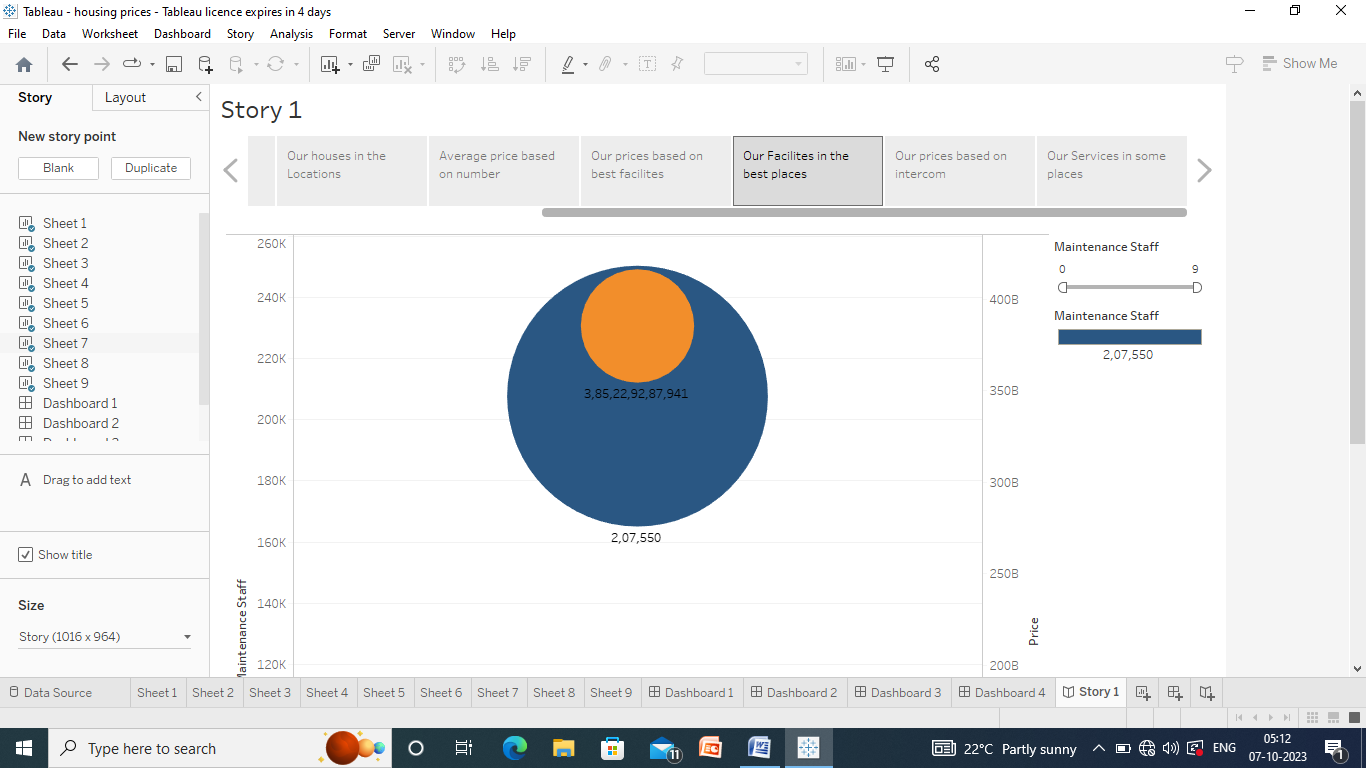 Tableau - housing prices - Tableau licence expires in 4 days
File Data Worksheet Dashboard Story Analysis Format Server Window Help
Show Me
Story Layout
New story point
Blank Duplicate
Sheet 1
Sheet 2
Sheet 3
Sheet 4
Sheet 5
Sheet 6
Sheet 7
Sheet 8
Sheet 9
Dashboard 1
Dashboard 2
A Drag to add text
Show title
Size
Story (1016 x 964)
Story 1
Our houses in the
Locations
Average price based
on number
Our prices based on
best facilites
Our Facilites in the
best places
Our prices based on
intercom
Our Services in some
places
260K
240K
220K
200K
180K
160K
140K
120K
Maintenance Staff
3,85,22,92,87,941
2,07,550
400B
350B
300B
250B
200B
Price
Maintenance Staff
0 9
Maintenance Staff
2,07,550
Data Source Sheet 1 Sheet 2 Sheet 3 Sheet 4 Sheet 5 Sheet 6 Sheet 7 Sheet 8 Sheet 9 Dashboard 1 Dashboard 2 Dashboard 3 Dashboard 4 Story 1
Type here to search
11
22°C Partly sunny
ENG
05:12
07-10-2023
1